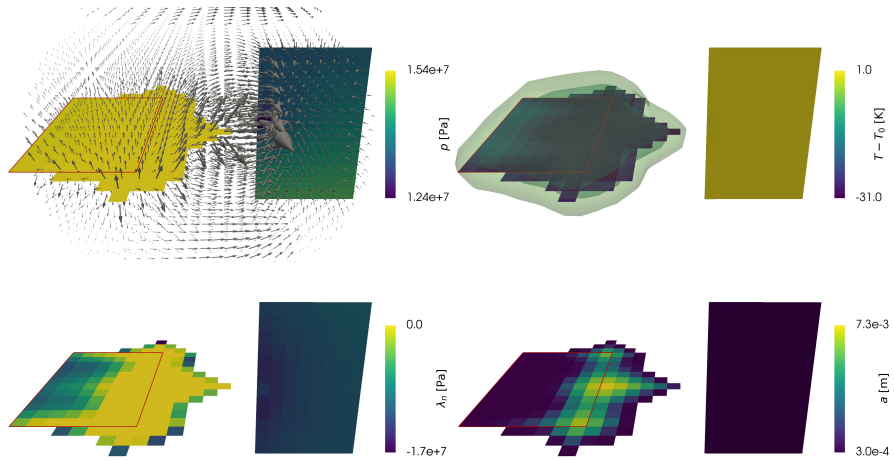 1.54e+7
p [Pa]
1.24e+7
1.0
T − T₀ [K]
-31.0
0.0
λₙ [Pa]
-1.7e+7
7.3e-3
a [m]
3.0e-4